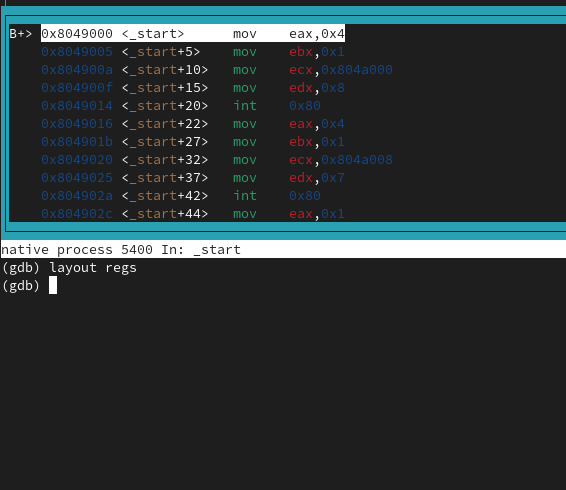 B+> 0x8049000 <_start> mov eax,0x4
0x8049005 <_start+5> mov ebx,0x1
0x804900a <_start+10> mov ecx,0x804a000
0x804900f <_start+15> mov edx,0x8
0x8049014 <_start+20> int 0x80
0x8049016 <_start+22> mov eax,0x4
0x804901b <_start+27> mov ebx,0x1
0x8049020 <_start+32> mov ecx,0x804a008
0x8049025 <_start+37> mov edx,0x7
0x804902a <_start+42> int 0x80
0x804902c <_start+44> mov eax,0x1
native process 5400 In: _start
(gdb) layout regs
(gdb)